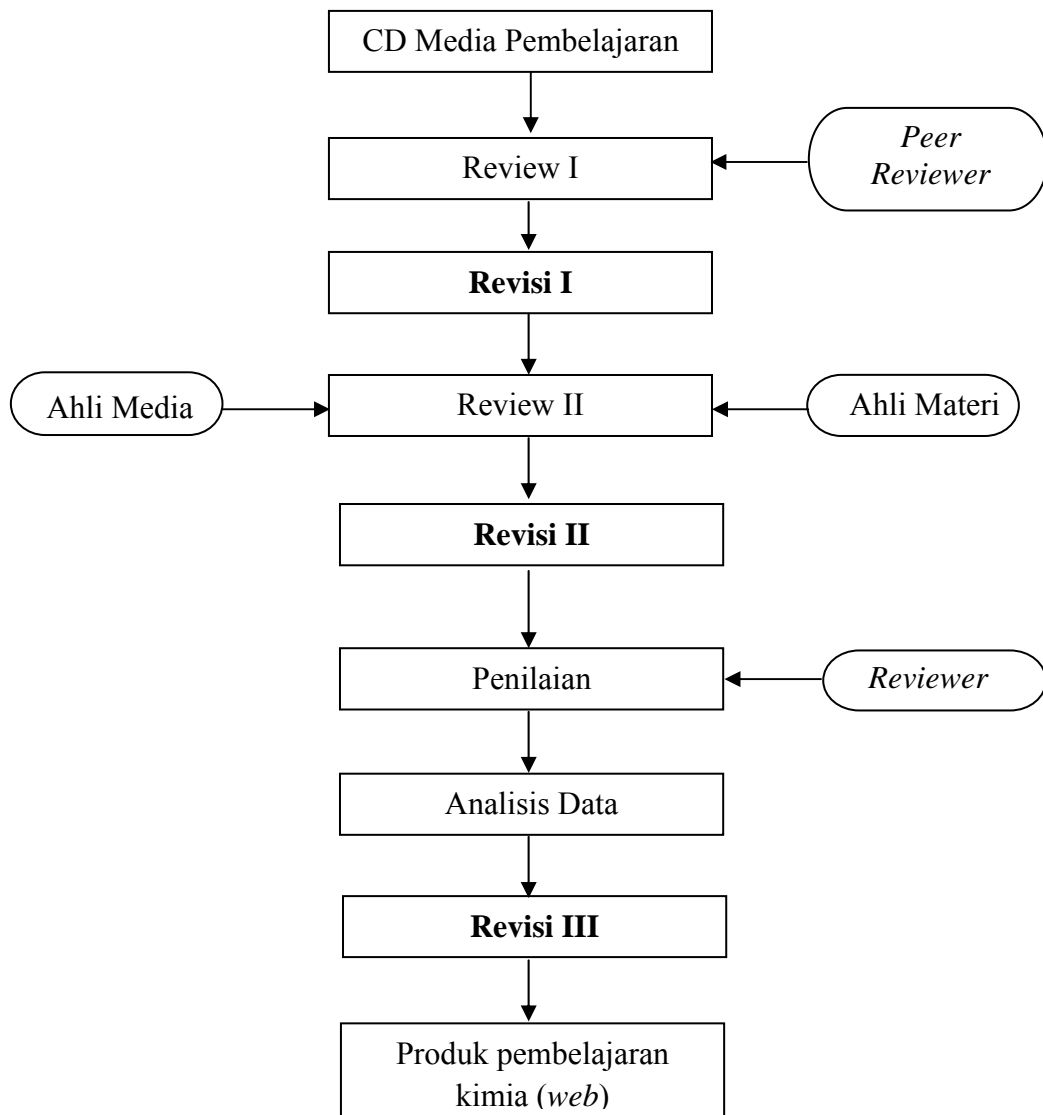 CD Media Pembelajaran
Review I
Peer
Reviewer
Revisi I
Ahli Media
Review II
Ahli Materi
Revisi II
Penilaian
Reviewer
Analisis Data
Revisi III
Produk pembelajaran
kimia (web)